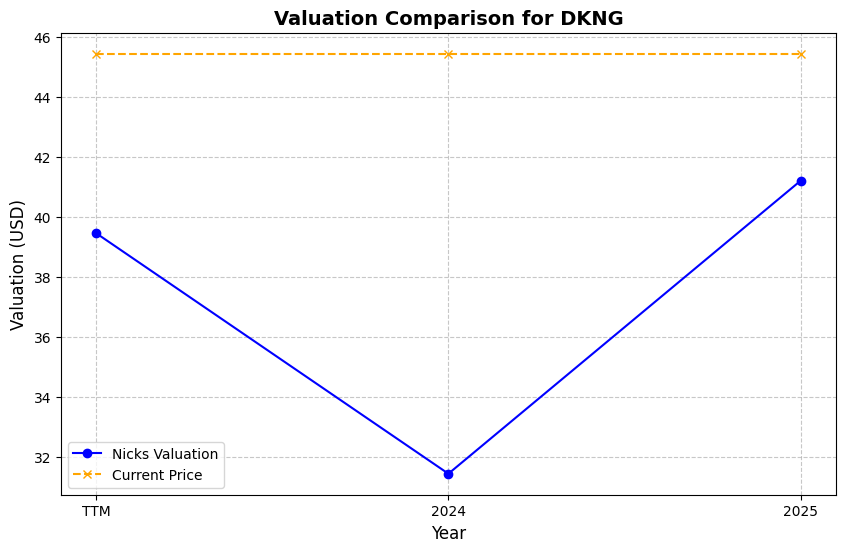 Valuation Comparison for DKNG
Valuation (USD)
46
44
42
40
38
36
34
32
Nicks Valuation
Current Price
TTM 2024 2025
Year